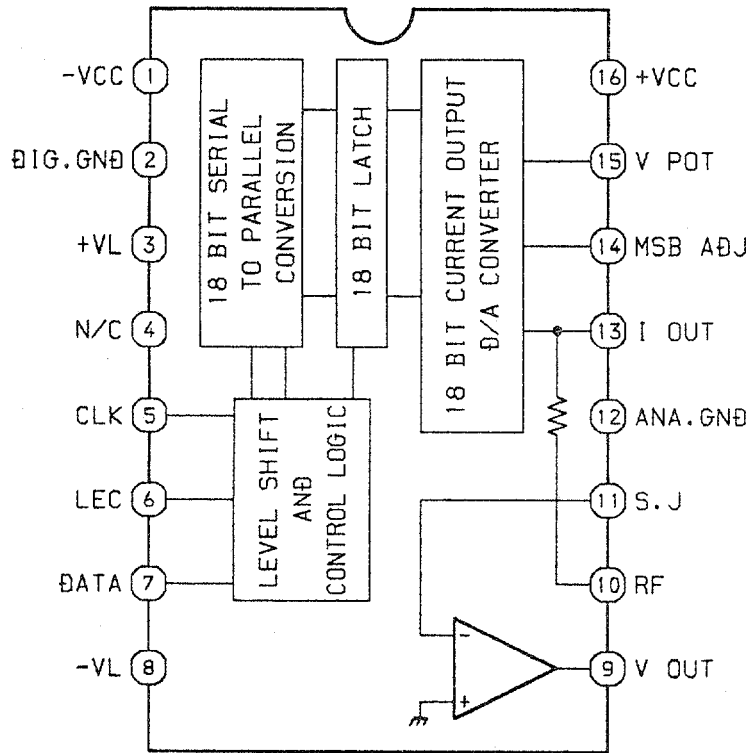 -VCC 1
DIG.GND 2
+VL 3
N/C 4
CLK 5
LEC 6
DATA 7
-VL 8
18 BIT SERIAL
TO PARALLEL
CONVERSION
18 BIT LATCH
18 BIT CURRENT OUTPUT
D/A CONVERTER
LEVEL SHIFT
AND
CONTROL LOGIC
16 +VCC
15 V POT
14 MSB ADJ
13 I OUT
12 ANA.GND
11 S.J
10 RF
9 V OUT
-
+